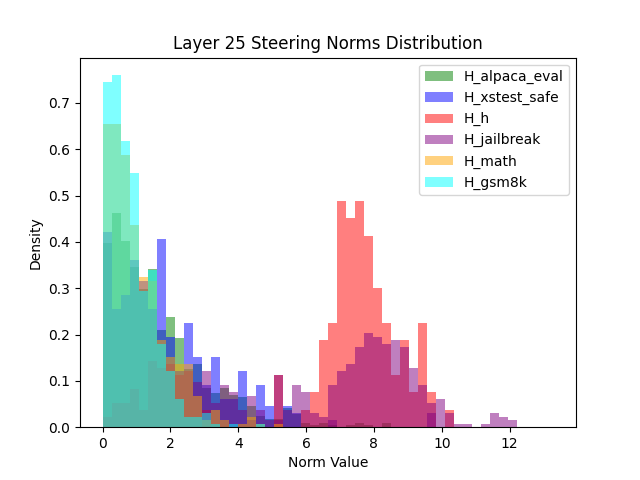 Layer 25 Steering Norms Distribution
H_alpaca_eval
H_xstest_safe
H_h
H_jailbreak
H_math
H_gsm8k
Density
0.7
0.6
0.5
0.4
0.3
0.2
0.1
0.0
0 2 4 6 8 10 12
Norm Value